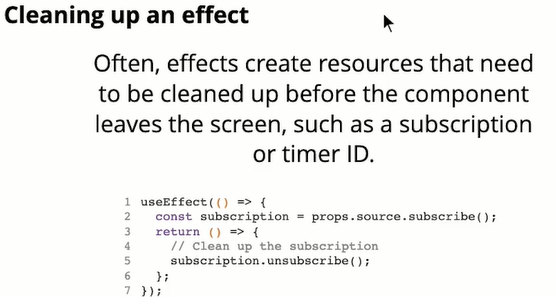 Cleaning up an effect
Often, effects create resources that need
to be cleaned up before the component
leaves the screen, such as a subscription
or timer ID.
1 useEffect(() => {
2   const subscription = props.source.subscribe();
3   return () => {
4     // Clean up the subscription
5     subscription.unsubscribe();
6   };
7 });